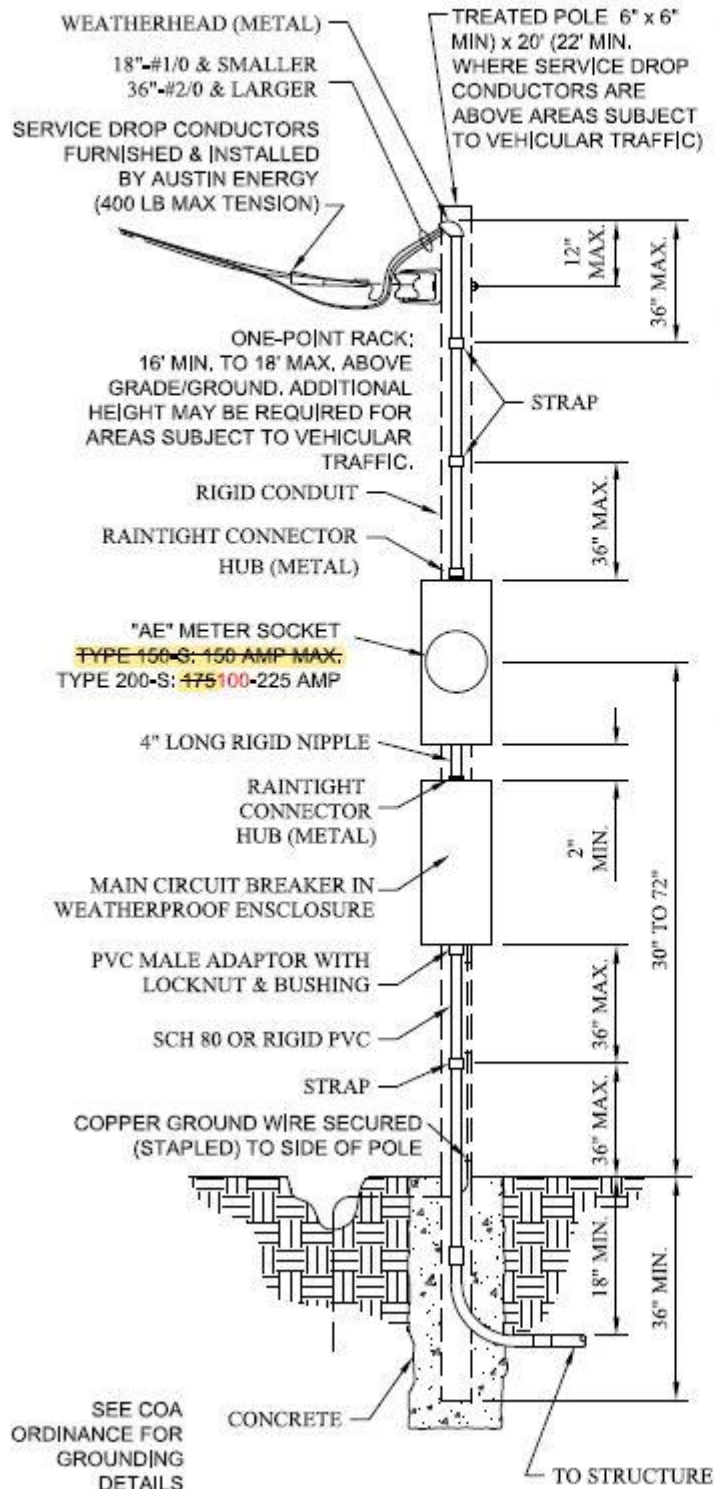 WEATHERHEAD (METAL)
18"-#1/0 & SMALLER
36"-#2/0 & LARGER
SERVICE DROP CONDUCTORS
FURNISHED & INSTALLED
BY AUSTIN ENERGY
(400 LB MAX TENSION)
TREATED POLE 6" x 6"
MIN) x 20' (22' MIN.
WHERE SERVICE DROP
CONDUCTORS ARE
ABOVE AREAS SUBJECT
TO VEHICULAR TRAFFIC)
12"
MAX.
36" MAX.
ONE-POINT RACK;
16' MIN. TO 18' MAX. ABOVE
GRADE/GROUND. ADDITIONAL
HEIGHT MAY BE REQUIRED FOR
AREAS SUBJECT TO VEHICULAR
TRAFFIC.
STRAP
RIGID CONDUIT
36" MAX.
RAINTIGHT CONNECTOR
HUB (METAL)
"AE" METER SOCKET
TYPE 150-S: 150 AMP MAX.
TYPE 200-S: 175100-225 AMP
4" LONG RIGID NIPPLE
RAINTIGHT
CONNECTOR
HUB (METAL)
2"
MIN.
30" TO 72"
MAIN CIRCUIT BREAKER IN
WEATHERPROOF ENSCLOSURE
PVC MALE ADAPTOR WITH
LOCKNUT & BUSHING
36" MAX.
SCH 80 OR RIGID PVC
STRAP
36" MAX.
COPPER GROUND WIRE SECURED
(STAPLED) TO SIDE OF POLE
18" MIN.
36" MIN.
SEE COA
ORDINANCE FOR
GROUNDING
DETAILS
CONCRETE
TO STRUCTURE